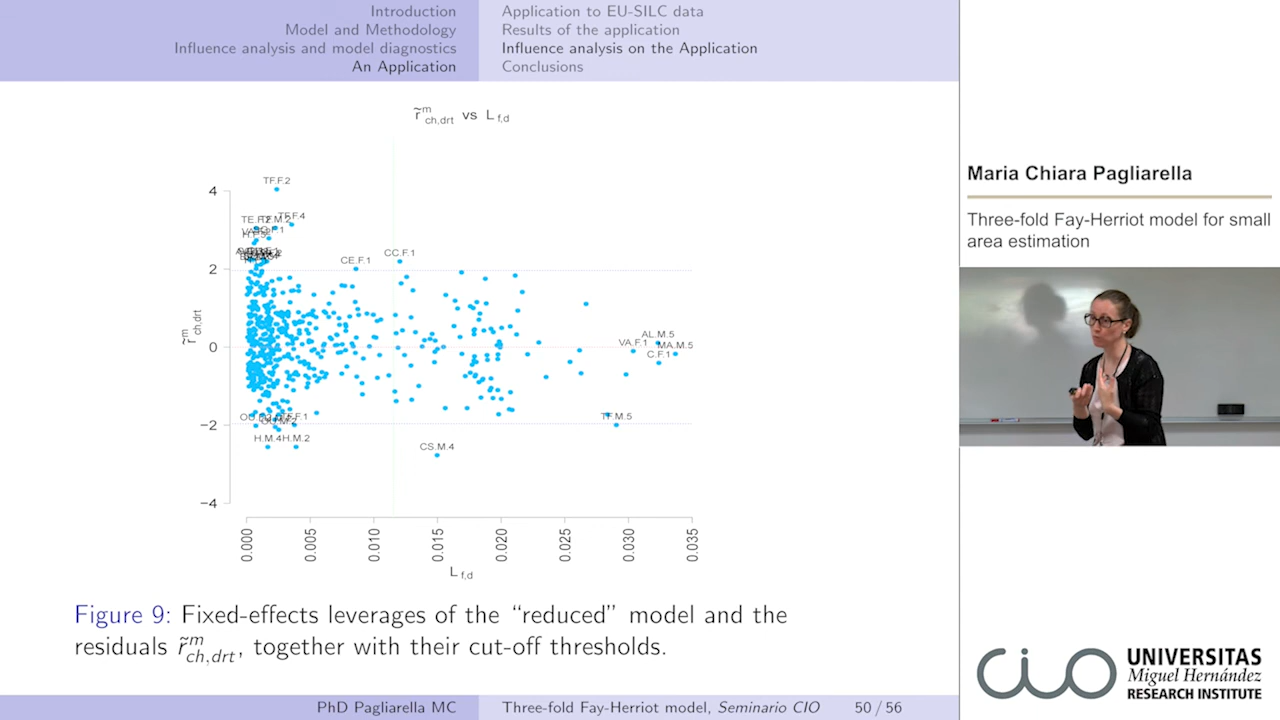 Introduction
Model and Methodology
Influence analysis and model diagnostics
An Application
Application to EU-SILC data
Results of the application
Influence analysis on the Application
Conclusions
r̃ᵐ ch,drt vs L f,d
TF.F.2
TF.F.4
CE.F.1
CC.F.1
AL.M.5
VA.F.1
MA.M.5
C.F.1
TF.M.5
H.M.4
H.M.2
CS.M.4
4
2
0
−2
−4
r̃ᵐ ch,drt
0.000
0.005
0.010
0.015
0.020
0.025
0.030
0.035
L f,d
Figure 9: Fixed-effects leverages of the “reduced” model and the
residuals r̃ᵐ ch,drt, together with their cut-off thresholds.
PhD Pagliarella MC
Three-fold Fay-Herriot model, Seminario CIO
50 / 56
Maria Chiara Pagliarella
Three-fold Fay-Herriot model for small
area estimation
CIO
UNIVERSITAS
Miguel Hernández
RESEARCH INSTITUTE